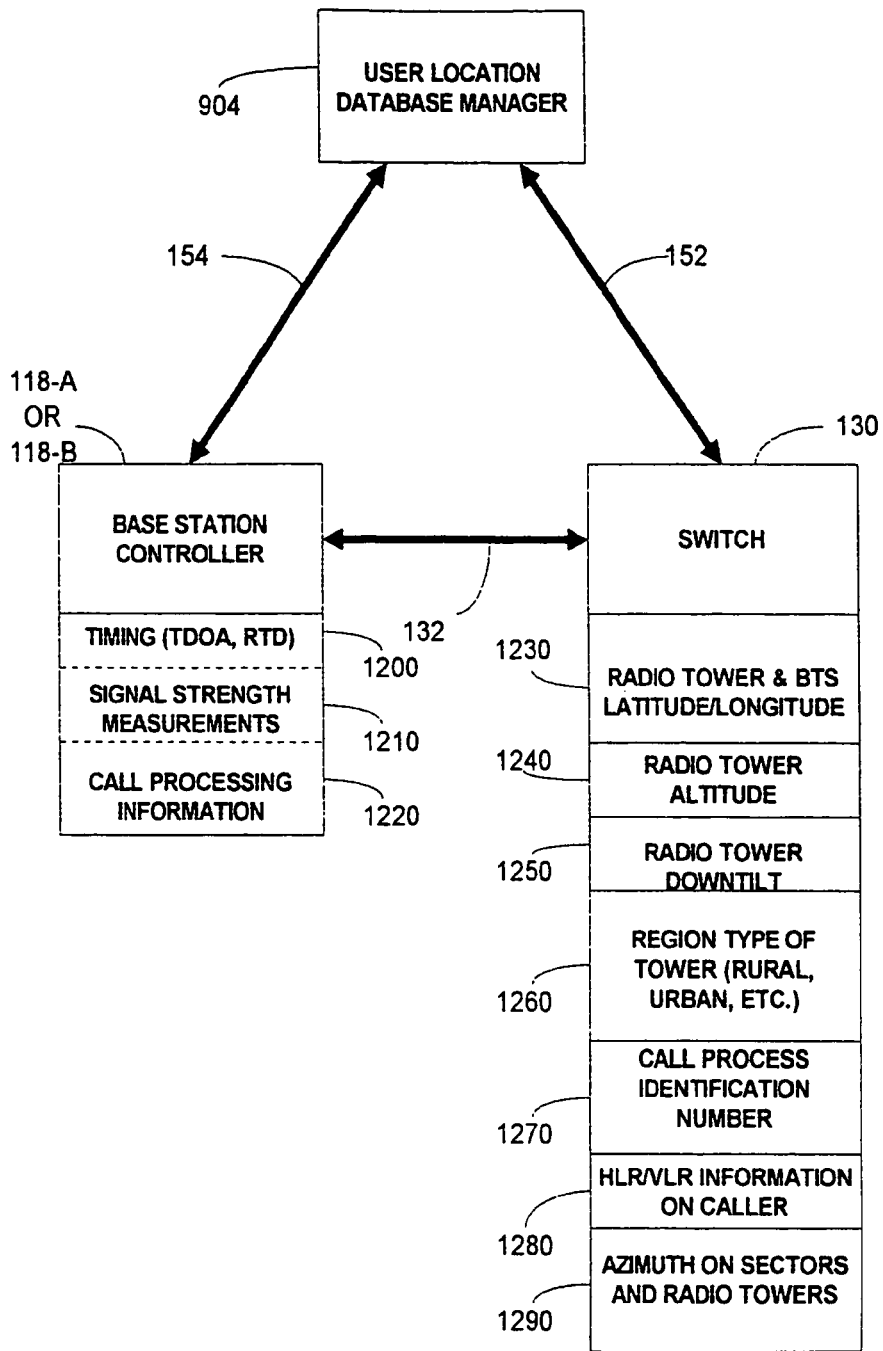 USER LOCATION
DATABASE MANAGER
904
154
152
118-A
OR
118-B
130
BASE STATION
CONTROLLER
SWITCH
132
TIMING (TDOA, RTD)
1200
SIGNAL STRENGTH
MEASUREMENTS
1210
CALL PROCESSING
INFORMATION
1220
1230
RADIO TOWER & BTS
LATITUDE/LONGITUDE
1240
RADIO TOWER
ALTITUDE
RADIO TOWER
DOWNTILT
1250
REGION TYPE OF
TOWER (RURAL,
URBAN, ETC.)
1260
CALL PROCESS
IDENTIFICATION
NUMBER
1270
HLR/VLR INFORMATION
ON CALLER
1280
AZIMUTH ON SECTORS
AND RADIO TOWERS
1290